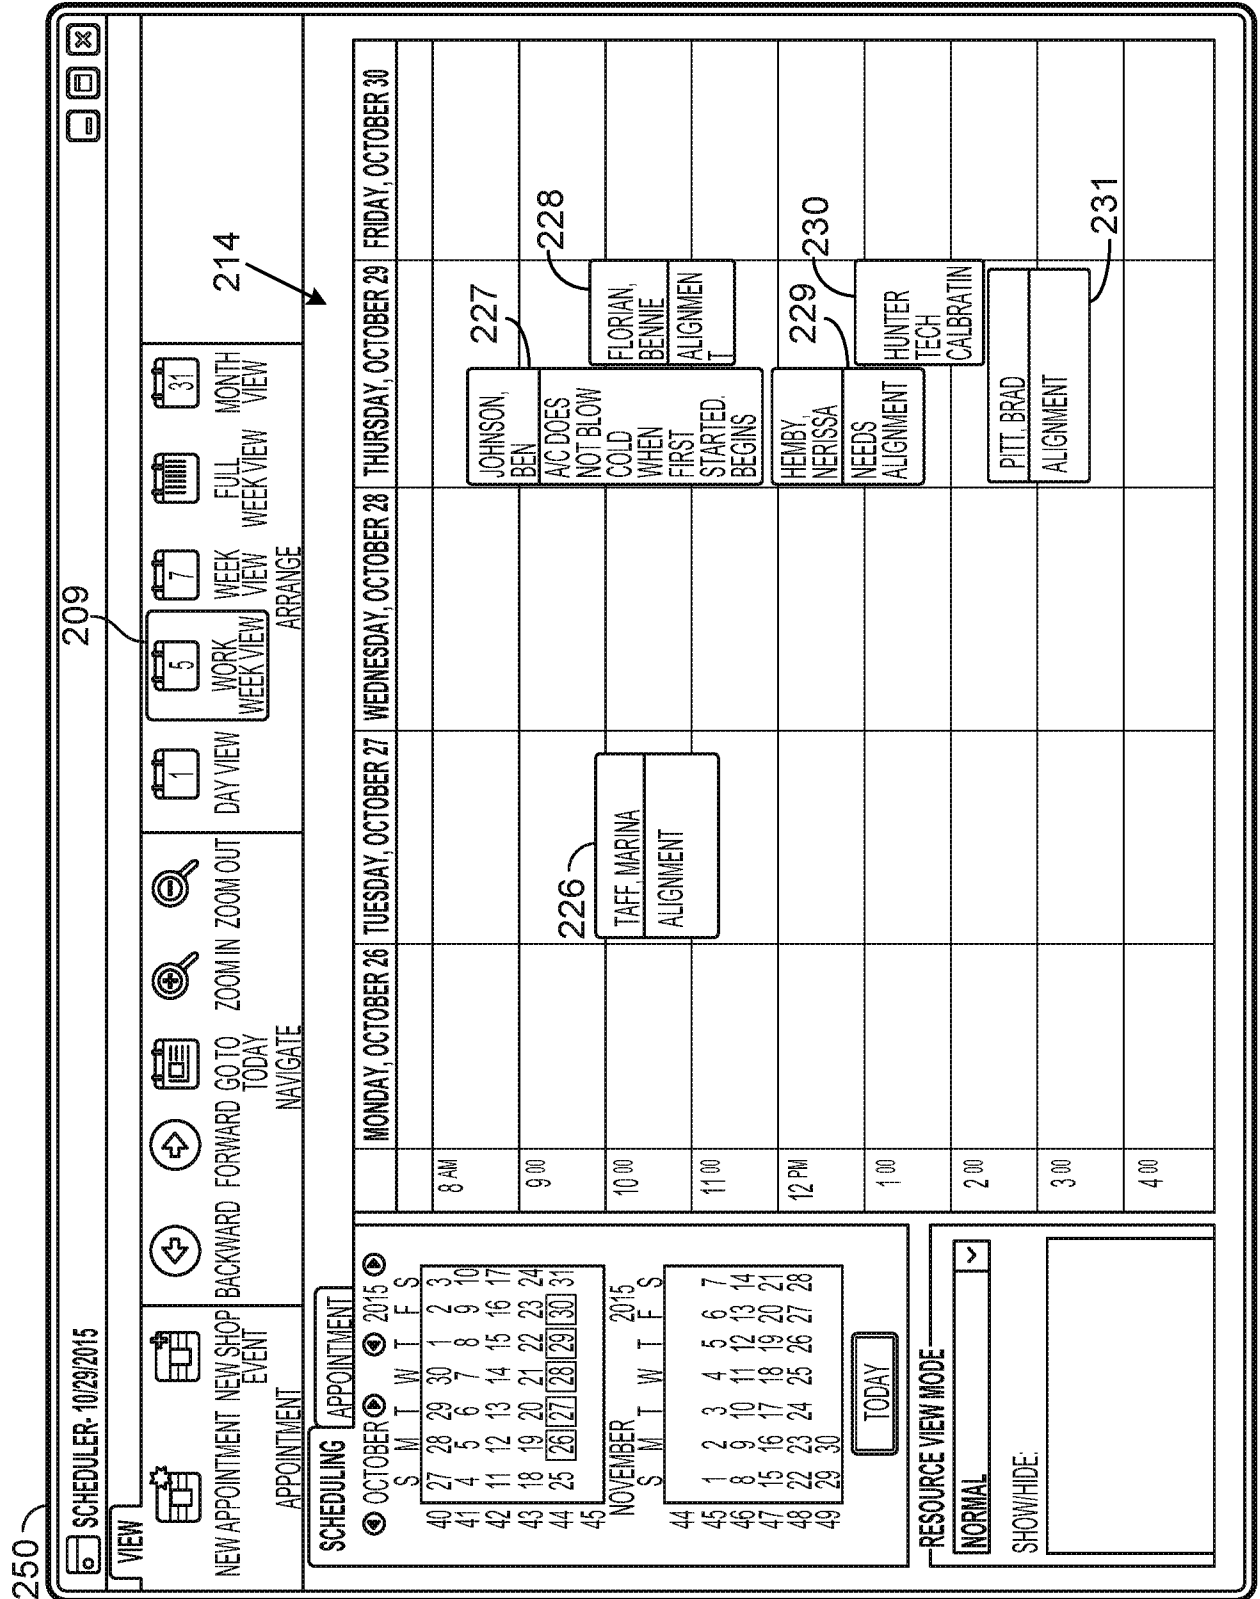 250
SCHEDULER- 10/29/2015
VIEW
209
NEW APPOINTMENT
NEW SHOP
EVENT
APPOINTMENT
BACKWARD
FORWARD
GO TO
TODAY
ZOOM IN
ZOOM OUT
NAVIGATE
1
DAY VIEW
5
WORK
WEEK VIEW
7
WEEK
VIEW
FULL
WEEK VIEW
31
MONTH
VIEW
ARRANGE
214
SCHEDULING
APPOINTMENT
OCTOBER 2015
S M T W T F S
40 27 28 29 30 1 2 3
41 4 5 6 7 8 9 10
42 11 12 13 14 15 16 17
43 18 19 20 21 22 23 24
44 25 26 27 28 29 30 31
45
NOVEMBER 2015
S M T W T F S
44
45 1 2 3 4 5 6 7
46 8 9 10 11 12 13 14
47 15 16 17 18 19 20 21
48 22 23 24 25 26 27 28
49 29 30
TODAY
RESOURCE VIEW MODE
NORMAL
SHOW/HIDE:
MONDAY, OCTOBER 26
TUESDAY, OCTOBER 27
WEDNESDAY, OCTOBER 28
THURSDAY, OCTOBER 29
FRIDAY, OCTOBER 30
8 AM
9 00
10 00
11 00
12 PM
1 00
2 00
3 00
4 00
226
TAFF, MARINA
ALIGNMENT
227
JOHNSON,
BEN
A/C DOES
NOT BLOW
COLD
WHEN
FIRST
STARTED.
BEGINS
228
FLORIAN,
BENNIE
ALIGNMEN
T
229
HEMBY,
NERISSA
NEEDS
ALIGNMENT
230
HUNTER
TECH
CALBRATIN
231
PITT, BRAD
ALIGNMENT